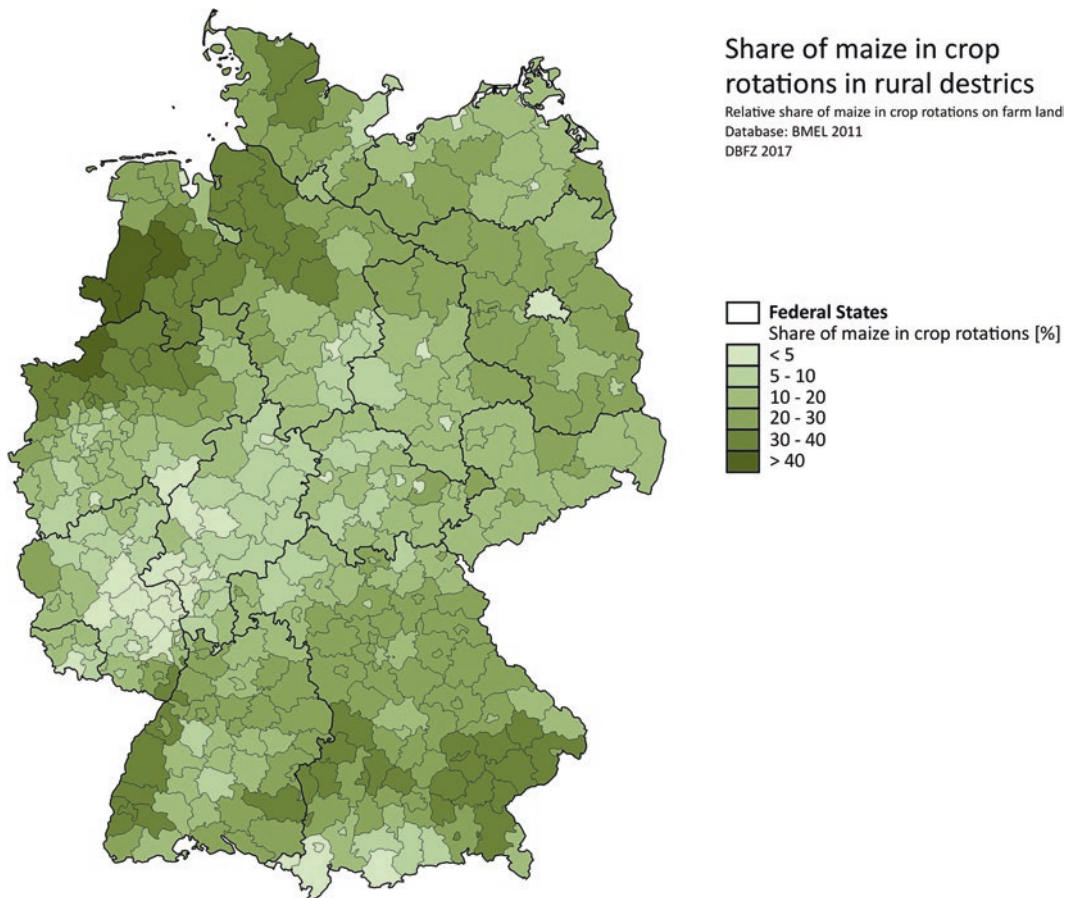 Share of maize in crop
rotations in rural destrics
Relative share of maize in crop rotations on farm land
Database: BMEL 2011
DBFZ 2017
Federal States
Share of maize in crop rotations [%]
< 5
5 - 10
10 - 20
20 - 30
30 - 40
> 40